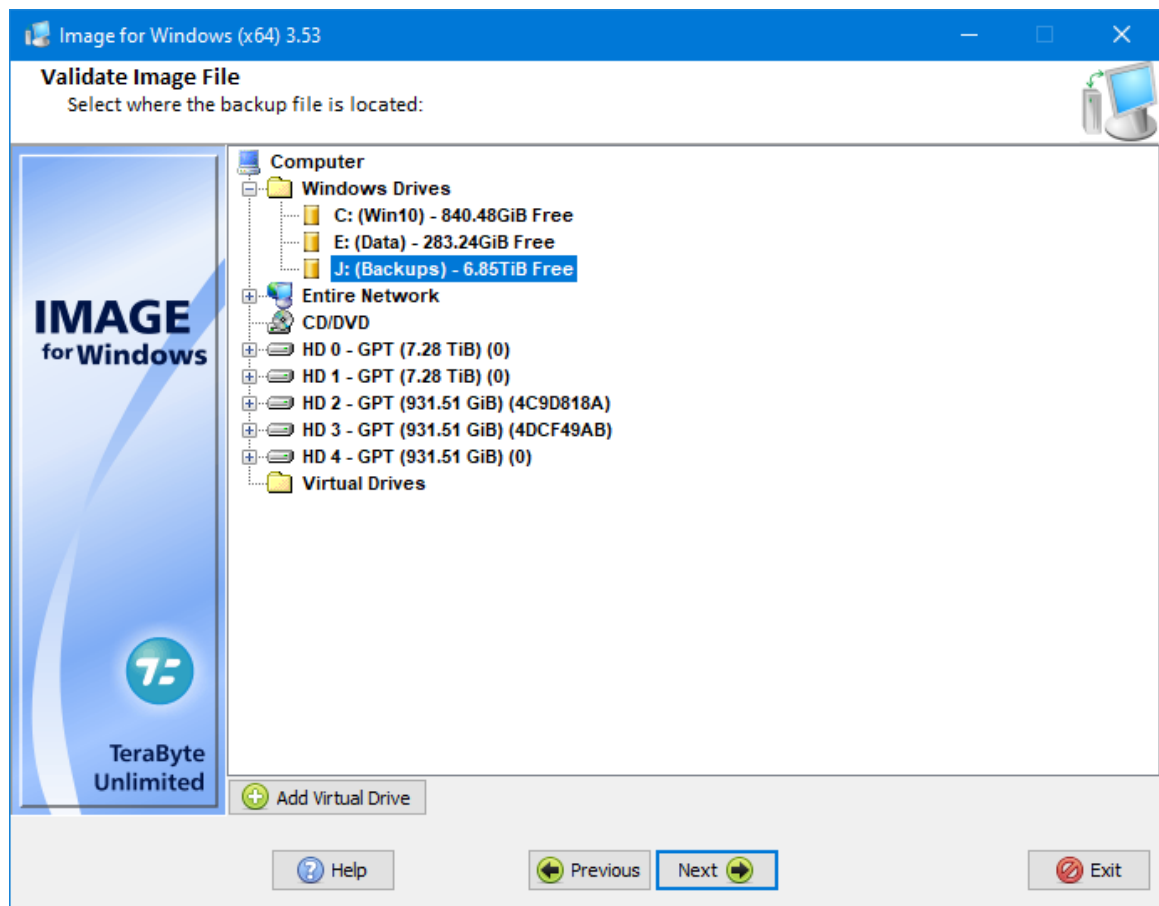 Image for Windows (x64) 3.53
Validate Image File
Select where the backup file is located:
Computer
Windows Drives
C: (Win10) - 840.48GiB Free
E: (Data) - 283.24GiB Free
J: (Backups) - 6.85TiB Free
Entire Network
CD/DVD
HD 0 - GPT (7.28 TiB) (0)
HD 1 - GPT (7.28 TiB) (0)
HD 2 - GPT (931.51 GiB) (4C9D818A)
HD 3 - GPT (931.51 GiB) (4DCF49AB)
HD 4 - GPT (931.51 GiB) (0)
Virtual Drives
IMAGE
for Windows
TeraByte
Unlimited
Add Virtual Drive
Help
Previous
Next
Exit